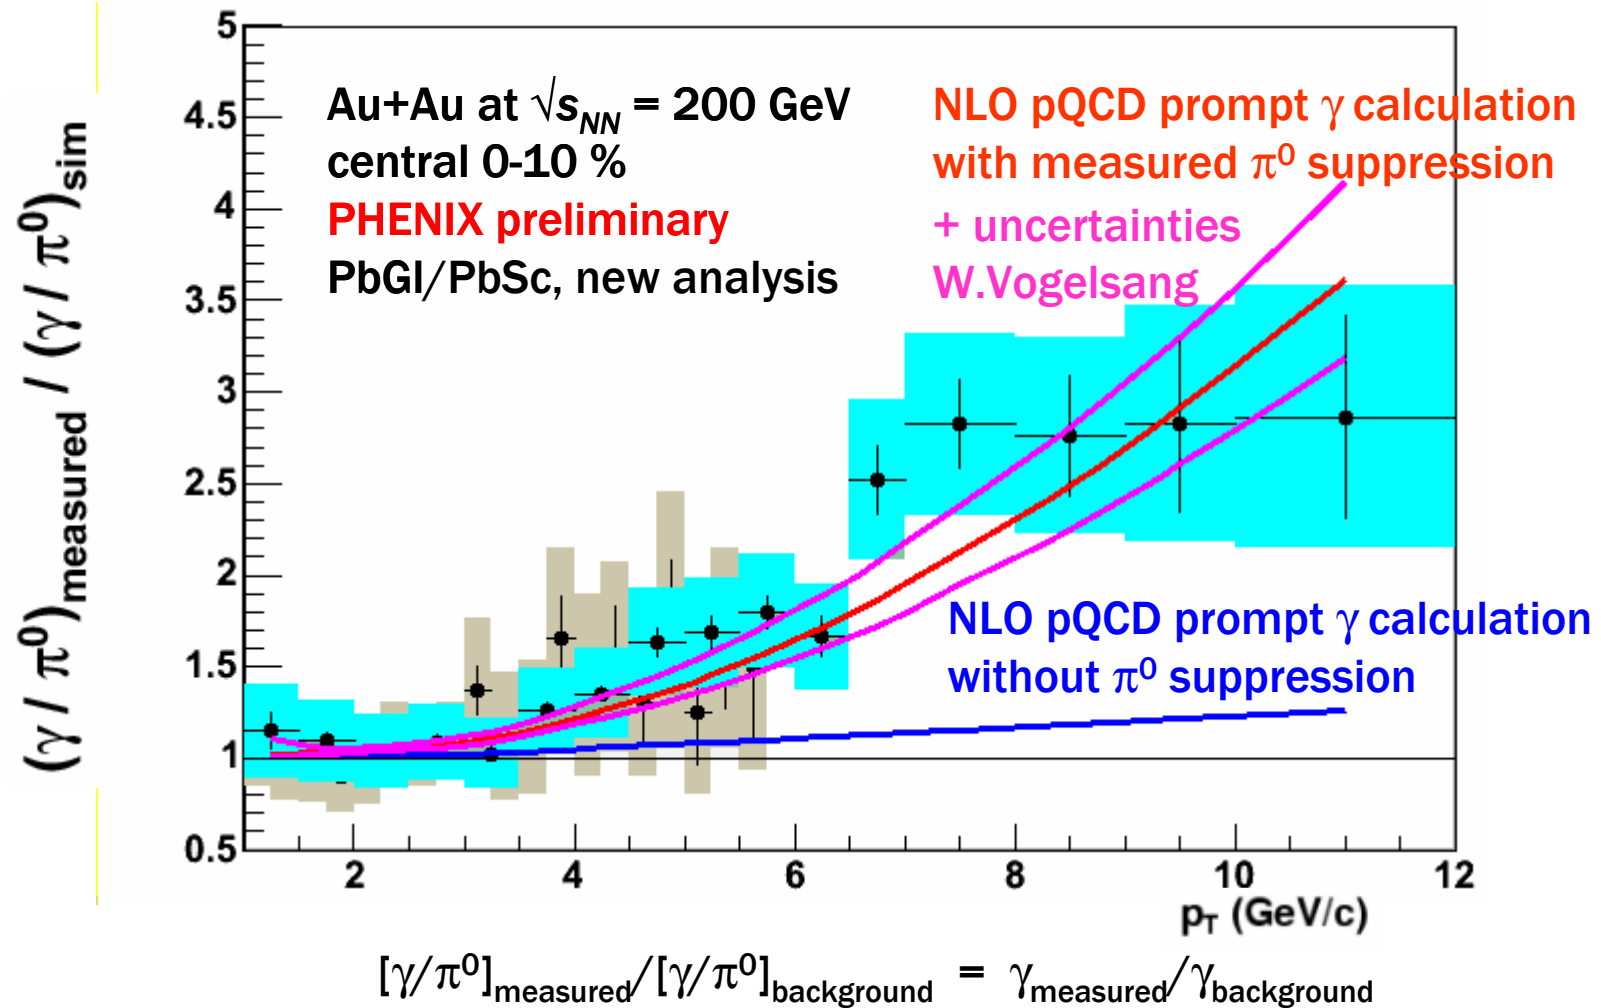 5
4.5
4
3.5
3
2.5
2
1.5
1
0.5
(γ / π⁰)measured / (γ / π⁰)sim
Au+Au at √sNN = 200 GeV
central 0-10 %
PHENIX preliminary
PbGl/PbSc, new analysis
NLO pQCD prompt γ calculation
with measured π⁰ suppression
+ uncertainties
W.Vogelsang
NLO pQCD prompt γ calculation
without π⁰ suppression
2 4 6 8 10 12
pT (GeV/c)
[γ/π⁰]measured/[γ/π⁰]background = γmeasured/γbackground